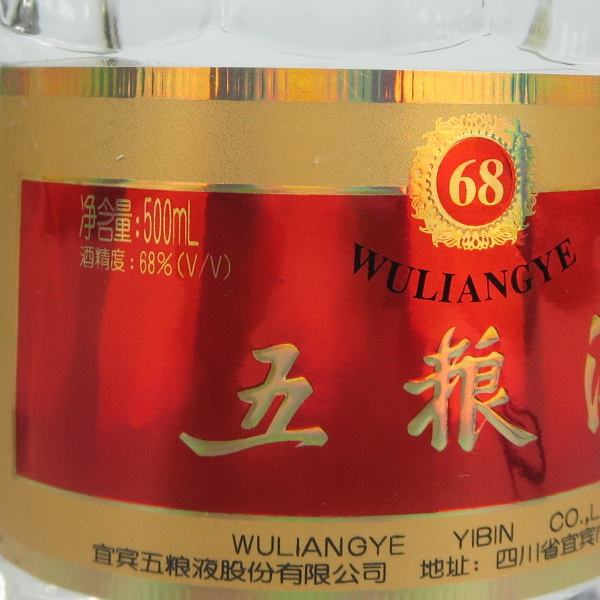 68
WULIANGYE
净含量:500mL
酒精度:68%(V/V)
五粮
WULIANGYE YIBIN CO.,L
宜宾五粮液股份有限公司 地址:四川省宜宾